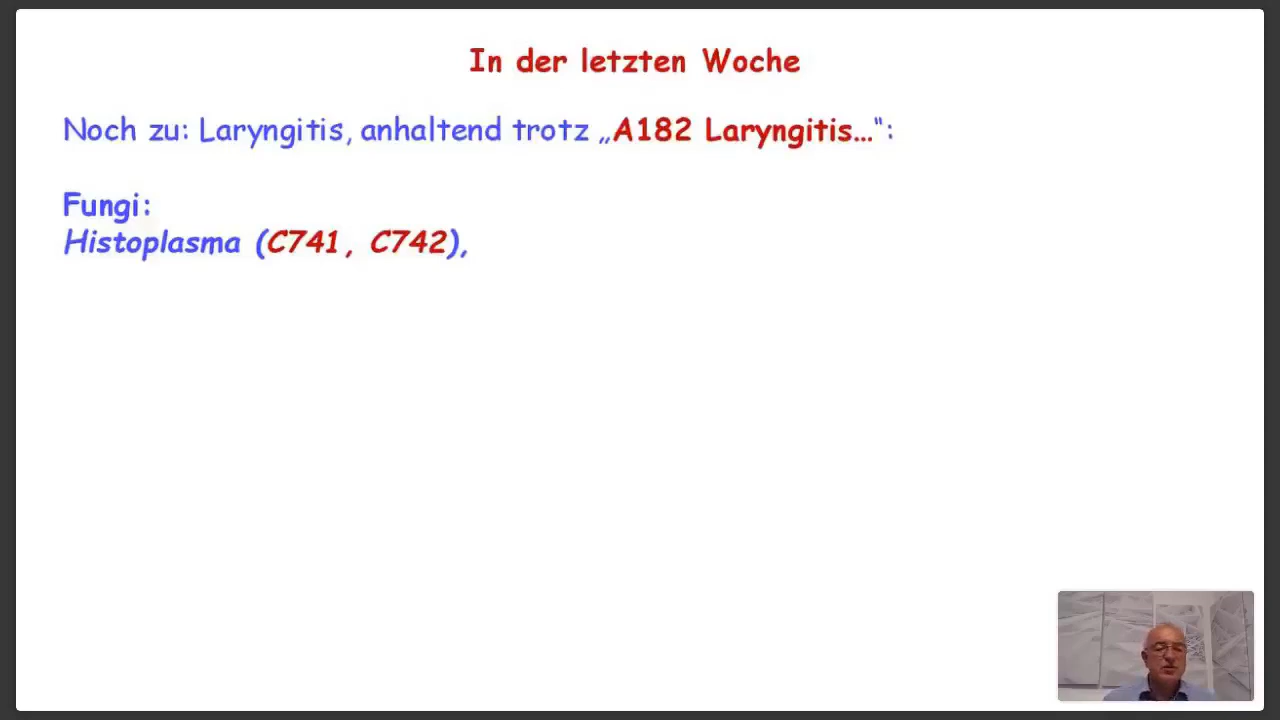 In der letzten Woche
Noch zu: Laryngitis, anhaltend trotz „A182 Laryngitis...“:
Fungi:
Histoplasma (C741, C742),